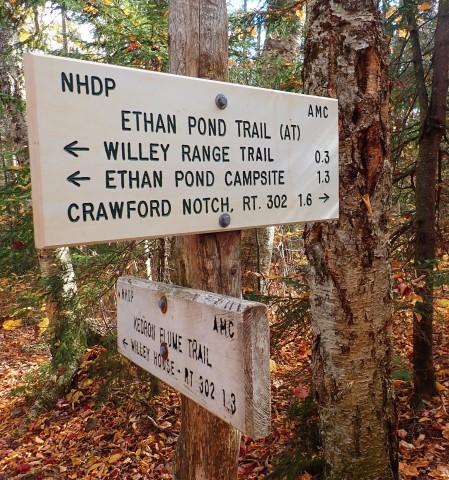 NHDP AMC
ETHAN POND TRAIL (AT)
← WILLEY RANGE TRAIL 0.3
← ETHAN POND CAMPSITE 1.3
CRAWFORD NOTCH, RT. 302 1.6 →
NHDP AMC
KEDRON FLUME TRAIL
← WILLEY HOUSE - RT 302 1.3